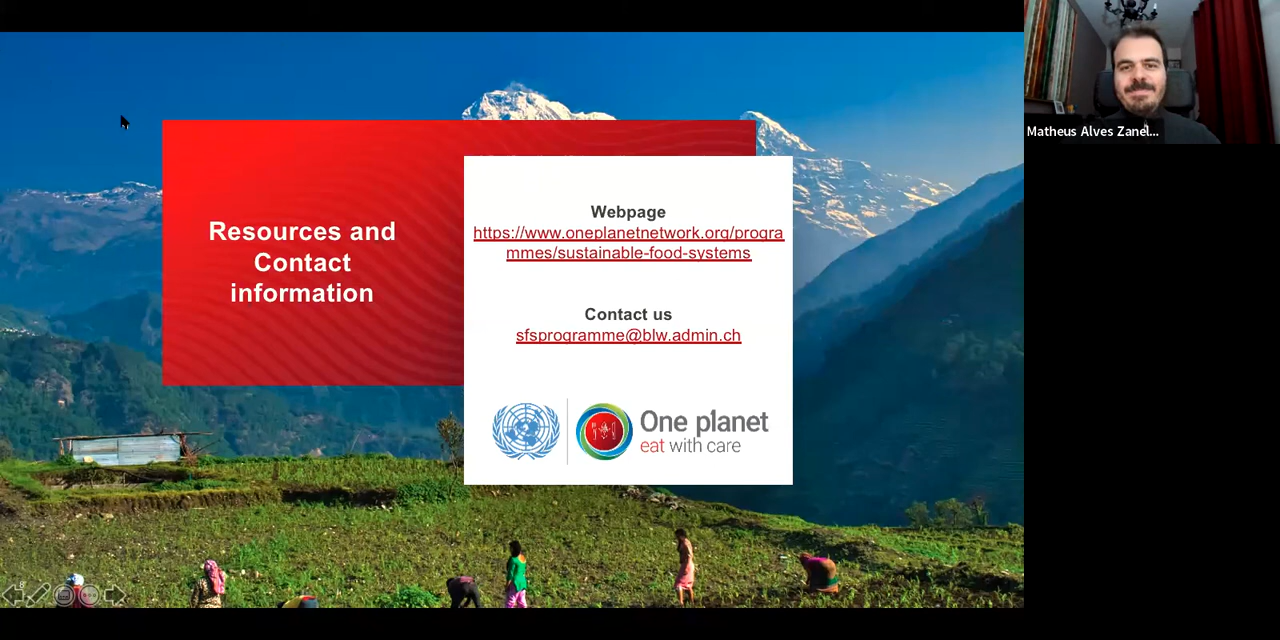 Resources and
Contact
information
Webpage
https://www.oneplanetnetwork.org/progra
mmes/sustainable-food-systems
Contact us
sfsprogramme@blw.admin.ch
One planet
eat with care
Matheus Alves Zanel...